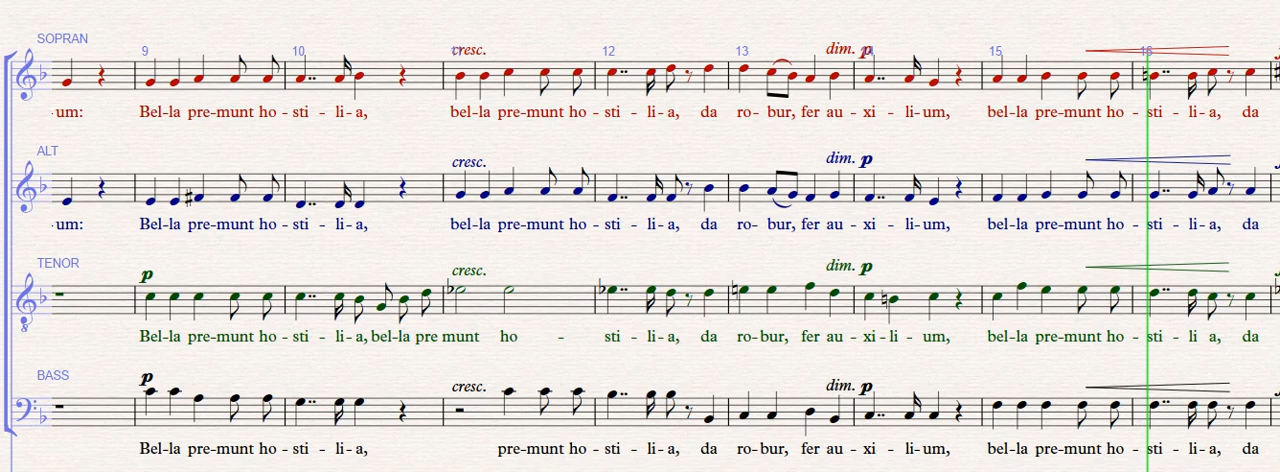 SOPRAN
9 10 11 cresc. 12 13 dim. 14 p 15 16
·um: Bel-la pre-munt ho - sti - li-a, bel-la pre-munt ho - sti - li-a, da ro- bur, fer au - xi - li-um, bel-la pre-munt ho - sti - li-a, da
ALT
cresc. dim. p
·um: Bel-la pre-munt ho - sti - li-a, bel-la pre-munt ho - sti - li-a, da ro- bur, fer au - xi - li-um, bel-la pre-munt ho - sti - li-a, da
TENOR
p cresc. dim. p
8
Bel-la pre-munt ho - sti - li-a, bel-la pre munt ho - sti - li-a, da ro-bur, fer au - xi - li - um, bel-la pre-munt ho - sti - li-a, da
BASS
p cresc. dim. p
Bel-la pre-munt ho - sti - li-a, pre-munt ho - sti - li-a, da ro-bur, fer au - xi - li-um, bel-la pre-munt ho - sti - li-a, da